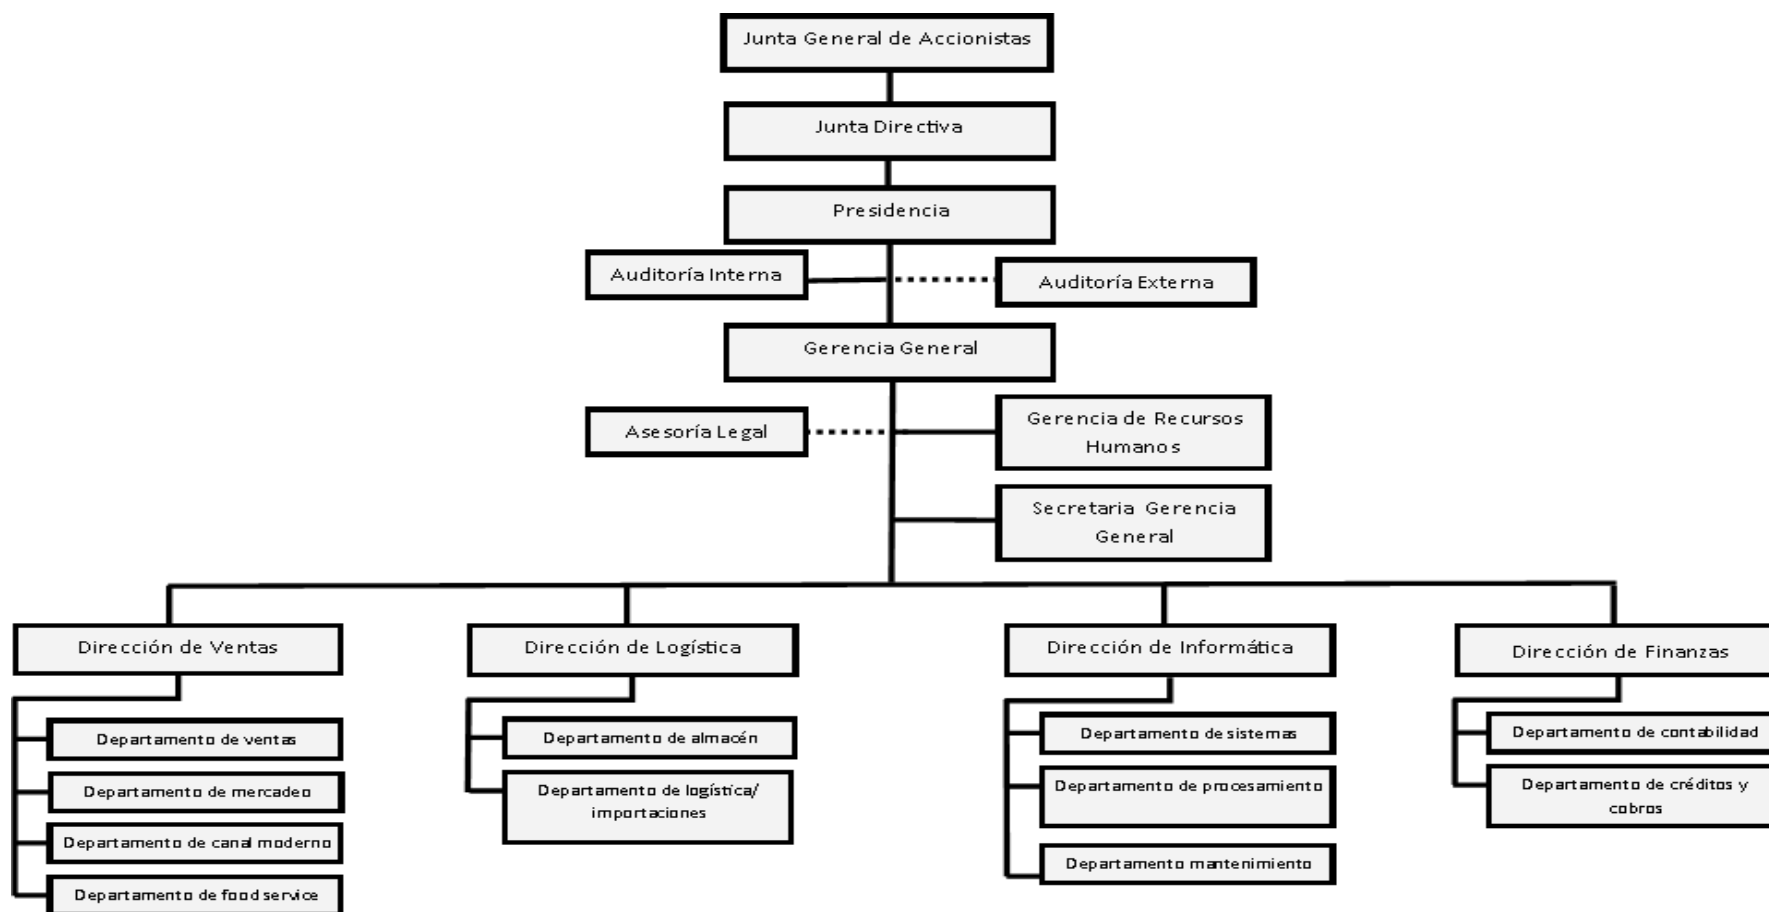 Junta General de Accionistas
Junta Directiva
Presidencia
Auditoría Interna
Auditoría Externa
Gerencia General
Asesoría Legal
Gerencia de Recursos
Humanos
Secretaria Gerencia
General
Dirección de Ventas
Departamento de ventas
Departamento de mercadeo
Departamento de canal moderno
Departamento de food service
Dirección de Logística
Departamento de almacén
Departamento de logística/
importaciones
Dirección de Informática
Departamento de sistemas
Departamento de procesamiento
Departamento mantenimiento
Dirección de Finanzas
Departamento de contabilidad
Departamento de créditos y
cobros